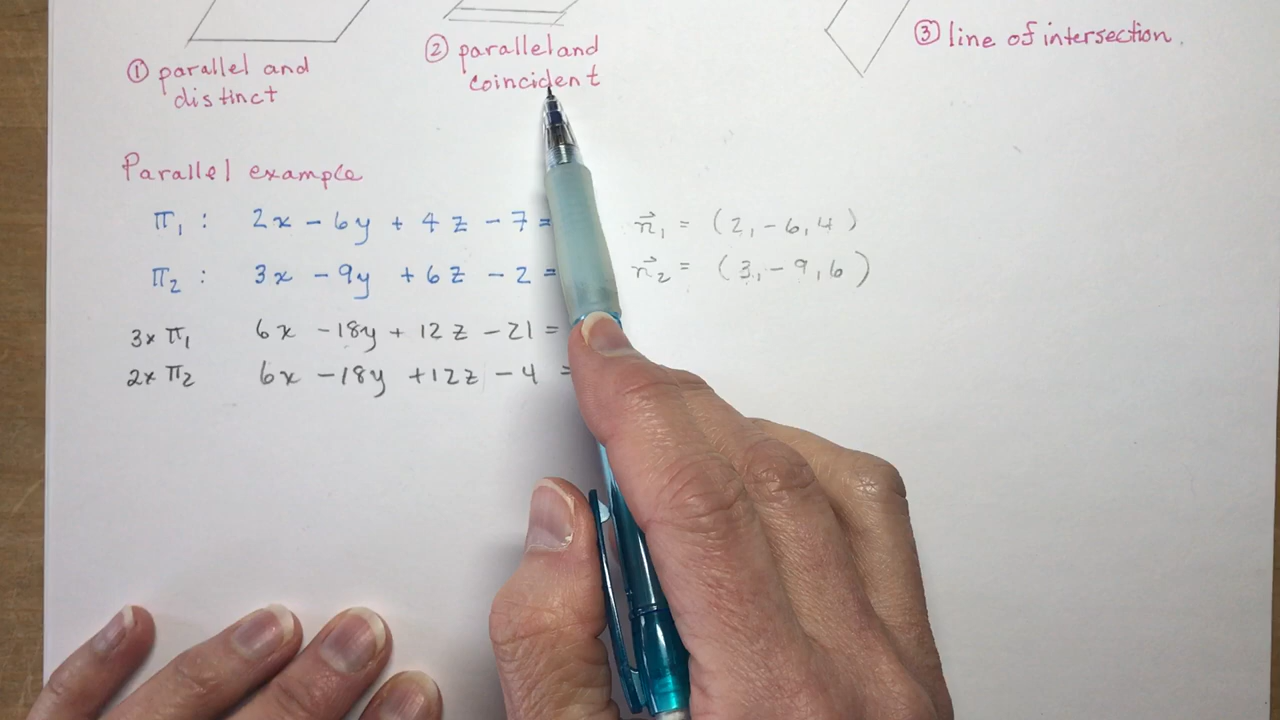 ① parallel and
distinct
② parallel and
coincident
③ line of intersection.
Parallel example
π₁ : 2x - 6y + 4z - 7 =
n⃗₁ = (2, -6, 4)
π₂ : 3x - 9y + 6z - 2 =
n⃗₂ = (3, -9, 6)
3x π₁ 6x - 18y + 12z - 21 =
2x π₂ 6x - 18y + 12z - 4 =